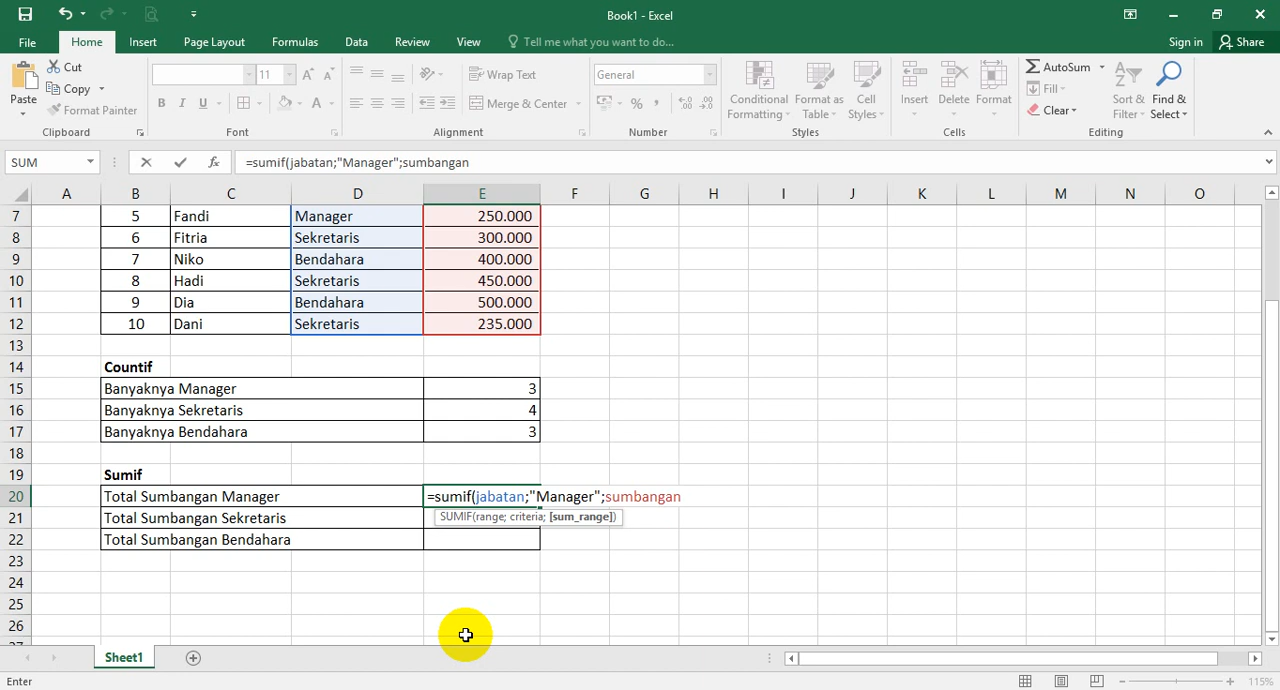 Book1 - Excel
File Home Insert Page Layout Formulas Data Review View Tell me what you want to do... Sign in Share
Paste Cut Copy Format Painter Clipboard
11 B I U A A A Font
Wrap Text Merge & Center Alignment
General % Number
Conditional Formatting Format as Table Cell Styles Styles
Insert Delete Format Cells
AutoSum Fill Clear Sort & Filter Find & Select Editing
SUM fx =sumif(jabatan;"Manager";sumbangan
A B C D E F G H I J K L M N O
7 5 Fandi Manager 250.000
8 6 Fitria Sekretaris 300.000
9 7 Niko Bendahara 400.000
10 8 Hadi Sekretaris 450.000
11 9 Dia Bendahara 500.000
12 10 Dani Sekretaris 235.000
13
14 Countif
15 Banyaknya Manager 3
16 Banyaknya Sekretaris 4
17 Banyaknya Bendahara 3
18
19 Sumif
20 Total Sumbangan Manager =sumif(jabatan;"Manager";sumbangan
21 Total Sumbangan Sekretaris SUMIF(range; criteria; [sum_range])
22 Total Sumbangan Bendahara
23
24
25
26
27
Sheet1
Enter 115%